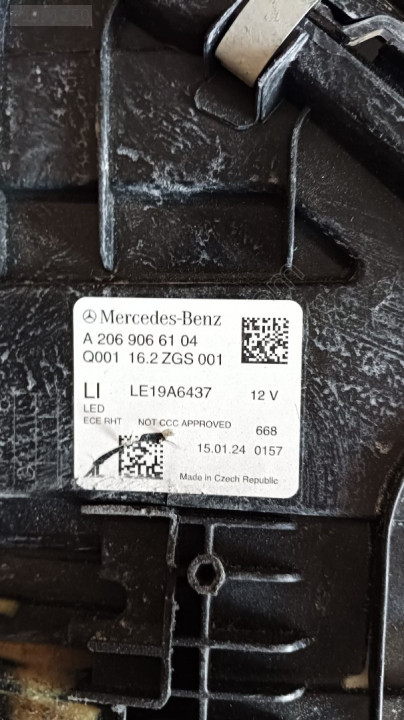 Mercedes-Benz
A 206 906 61 04
Q001 16.2 ZGS 001
LI LE19A6437 12 V
LED
ECE RHT NOT CCC APPROVED 668
15.01.24 0157
Made in Czech Republic